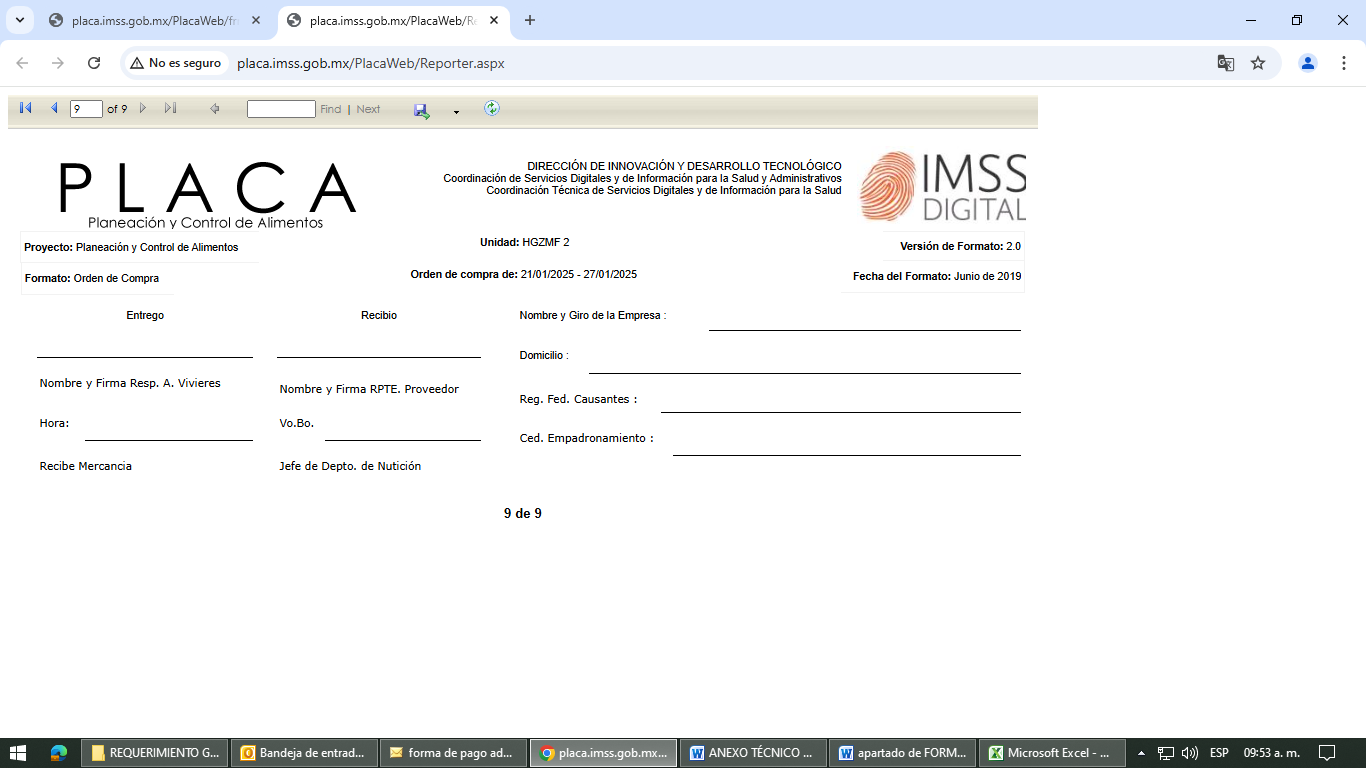 placa.imss.gob.mx/PlacaWeb/fr
placa.imss.gob.mx/PlacaWeb/Re
No es seguro
placa.imss.gob.mx/PlacaWeb/Reporter.aspx
9 of 9 Find | Next
PLACA
Planeación y Control de Alimentos
DIRECCIÓN DE INNOVACIÓN Y DESARROLLO TECNOLÓGICO
Coordinación de Servicios Digitales y de Información para la Salud y Administrativos
Coordinación Técnica de Servicios Digitales y de Información para la Salud
IMSS
DIGITAL
Proyecto: Planeación y Control de Alimentos
Unidad: HGZMF 2
Versión de Formato: 2.0
Formato: Orden de Compra
Orden de compra de: 21/01/2025 - 27/01/2025
Fecha del Formato: Junio de 2019
Entrego
Recibio
Nombre y Giro de la Empresa :
Domicilio :
Nombre y Firma Resp. A. Vivieres
Nombre y Firma RPTE. Proveedor
Reg. Fed. Causantes :
Hora:
Vo.Bo.
Ced. Empadronamiento :
Recibe Mercancia
Jefe de Depto. de Nutición
9 de 9
REQUERIMIENTO G...
Bandeja de entrad...
forma de pago ad...
placa.imss.gob.mx...
ANEXO TÉCNICO ...
apartado de FORM...
Microsoft Excel - ...
ESP
09:53 a. m.